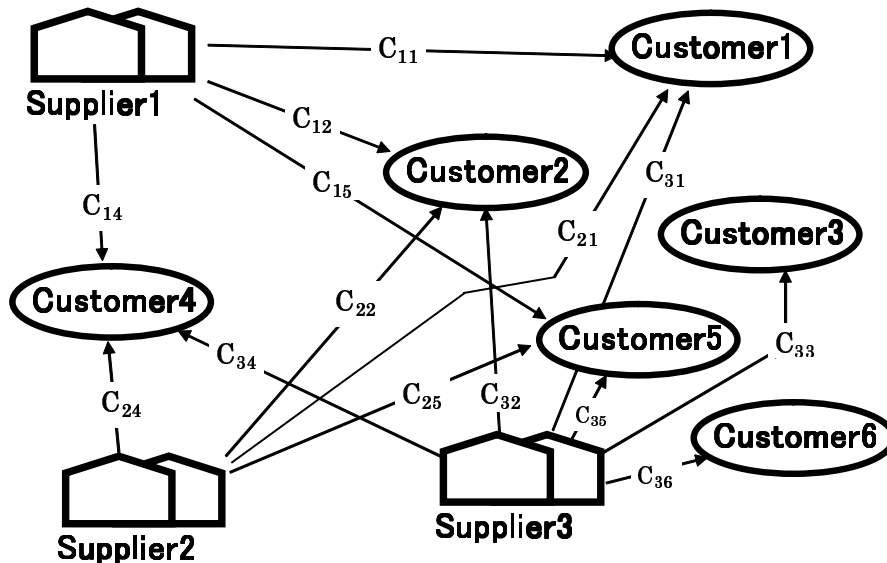 Customer1
C₁₁
Supplier1
C₁₂
Customer2
C₁₅
C₃₁
C₁₄
C₂₁
Customer3
Customer4
C₂₂
Customer5
C₃₄
C₃₃
C₂₄
C₂₅
C₃₂
C₃₅
Customer6
C₃₆
Supplier3
Supplier2